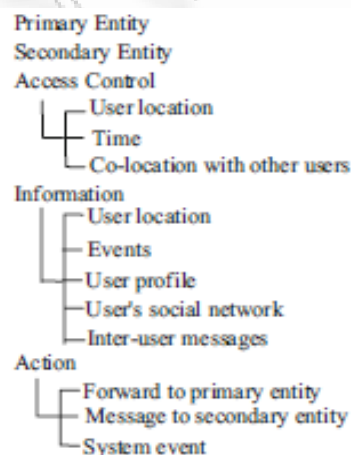 Primary Entity
Secondary Entity
Access Control
User location
Time
Co-location with other users
Information
User location
Events
User profile
User's social network
Inter-user messages
Action
Forward to primary entity
Message to secondary entity
System event